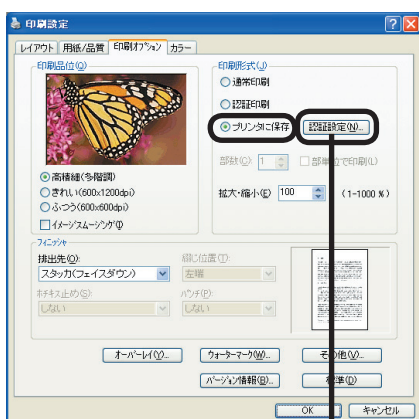 印刷設定
レイアウト 用紙/品質 印刷オプション カラー
印刷品位(Q)
高精細(多階調)
きれい(600x1200dpi)
ふつう(600x600dpi)
イメージスムージング(I)
印刷形式(J)
通常印刷
認証印刷
プリンタに保存 認証設定(N)...
部数(C): 1 部単位で印刷(L)
拡大・縮小(E) 100 (1-1000 %)
フィニッシャ
排出先(O):
スタッカ(フェイスダウン)
綴じ位置(T):
左端
ホチキス止め(S):
しない
パンチ(P):
しない
オーバーレイ(Y)... ウォーターマーク(W)... その他(V)...
バージョン情報(B)... 標準(D)
OK キャンセル